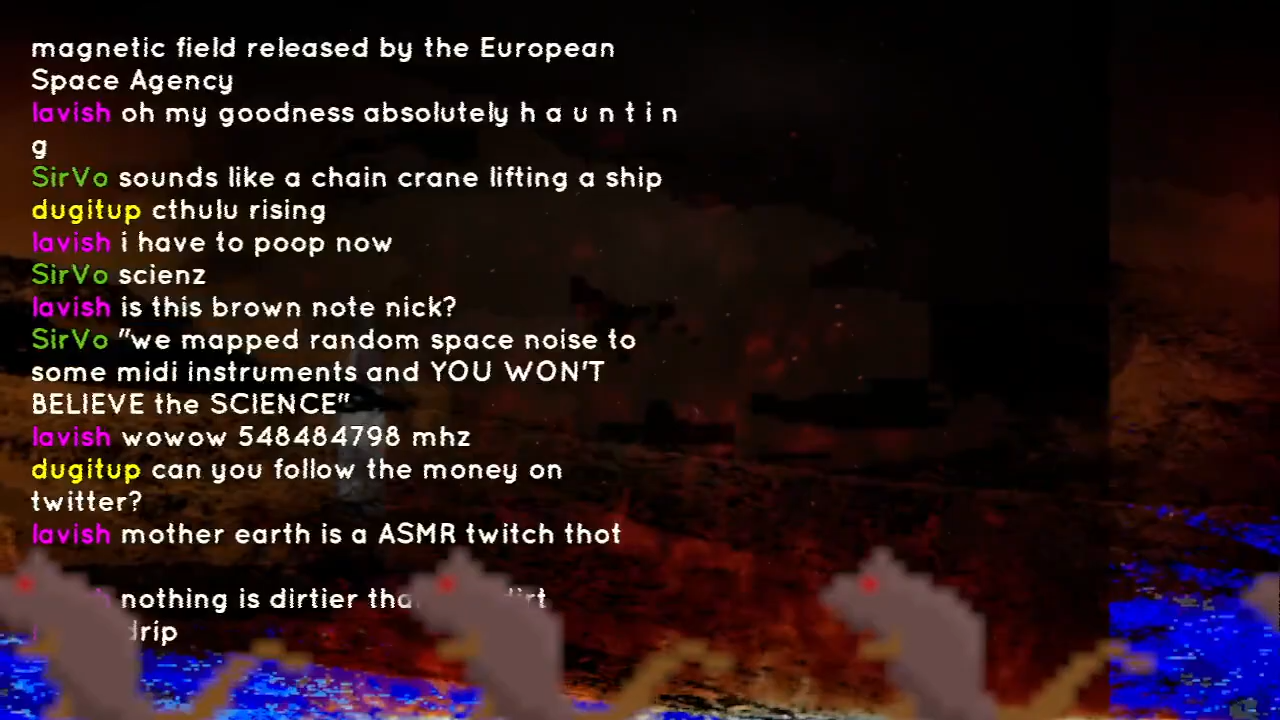 magnetic field released by the European
Space Agency
lavish oh my goodness absolutely h a u n t i n
g
SirVo sounds like a chain crane lifting a ship
dugitup cthulu rising
lavish i have to poop now
SirVo scienz
lavish is this brown note nick?
SirVo "we mapped random space noise to
some midi instruments and YOU WON'T
BELIEVE the SCIENCE"
lavish wowow 548484798 mhz
dugitup can you follow the money on
twitter?
lavish mother earth is a ASMR twitch thot
nothing is dirtier
drip